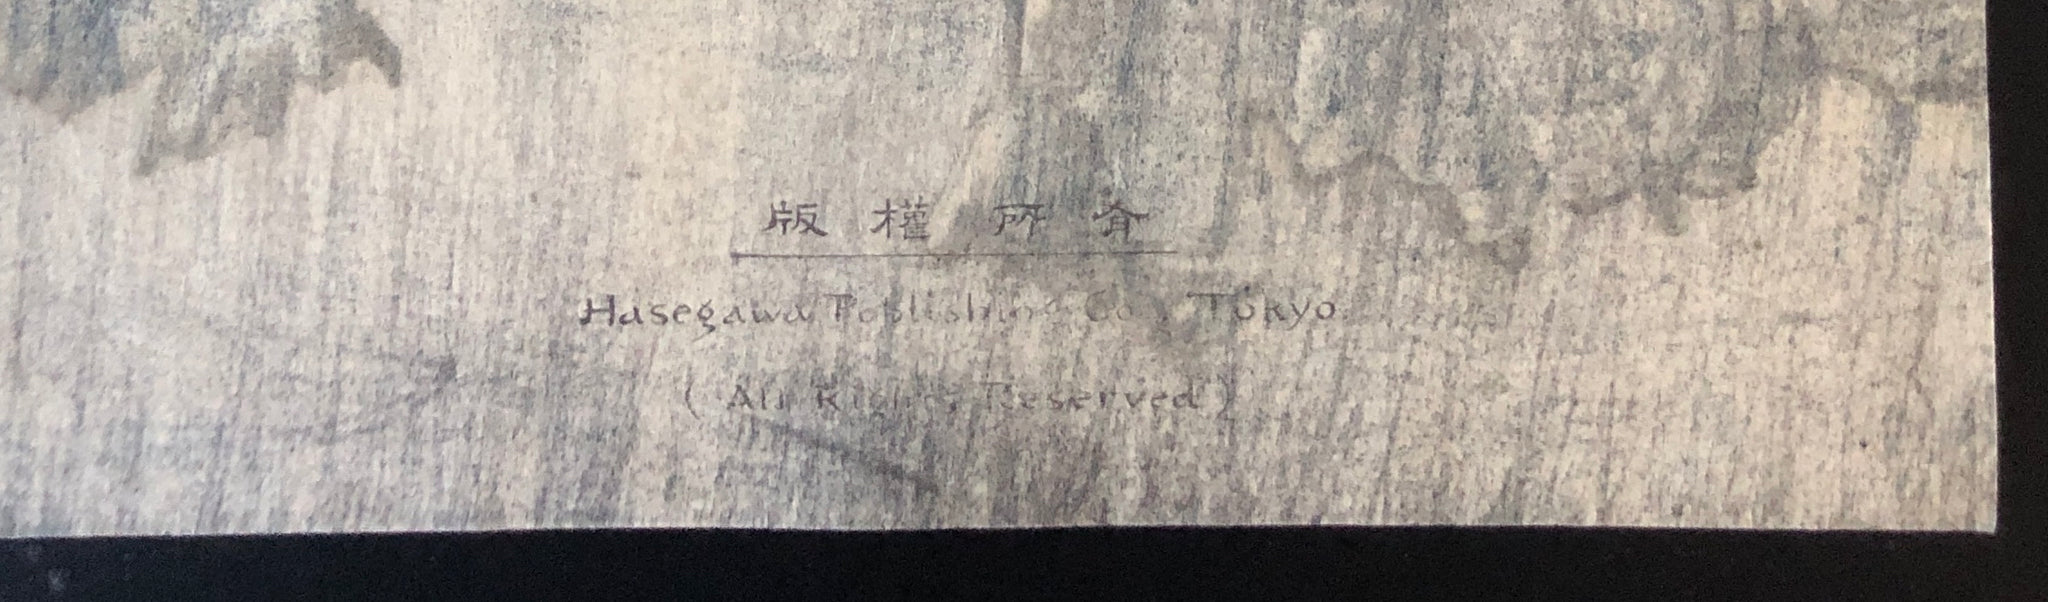 版權所有
Hasegawa Publishing Co., Tokyo
(All Rights Reserved)